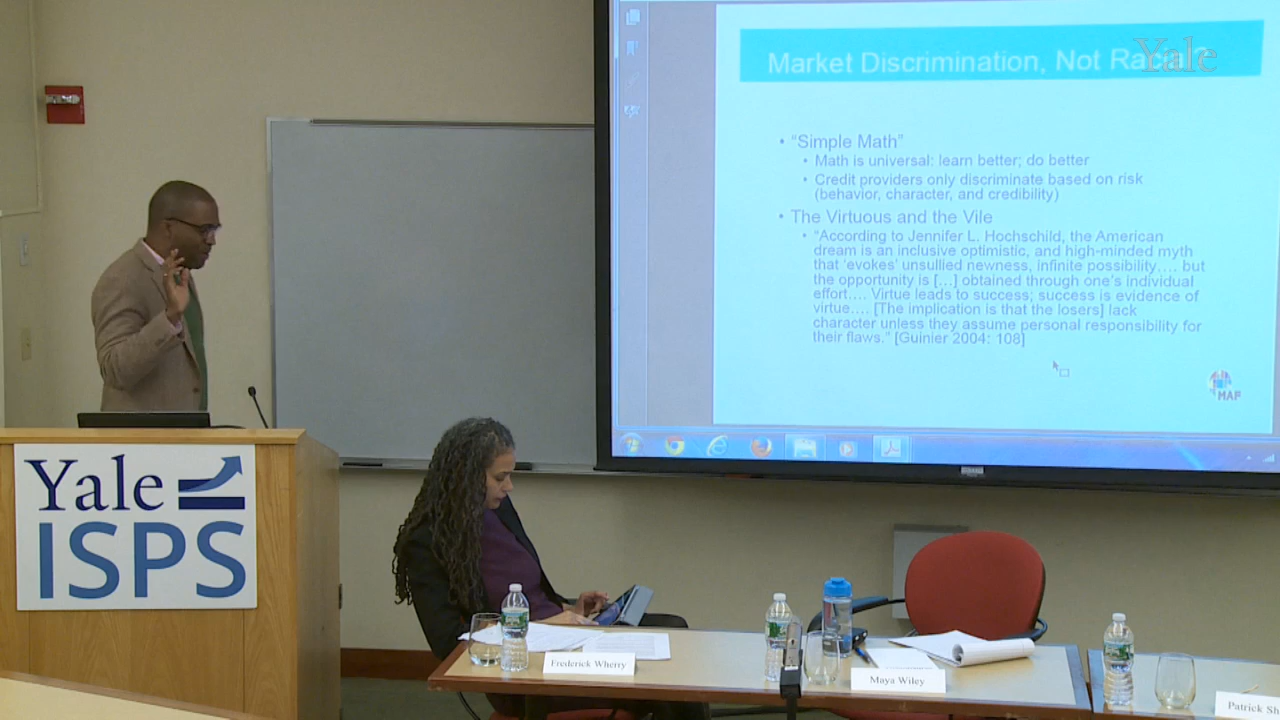 Market Discrimination, Not Racial?
Yale
• "Simple Math"
• Math is universal: learn better; do better
• Credit providers only discriminate based on risk
(behavior, character, and credibility)
• The Virtuous and the Vile
• "According to Jennifer L. Hochschild, the American
dream is an inclusive optimistic, and high-minded myth
that 'evokes' unsullied newness, infinite possibility…. but
the opportunity is […] obtained through one's individual
effort…. Virtue leads to success; success is evidence of
virtue…. [The implication is that the losers] lack
character unless they assume personal responsibility for
their flaws." [Guinier 2004: 108]
MAF
Yale
ISPS
Frederick Wherry
Maya Wiley
Patrick Sh